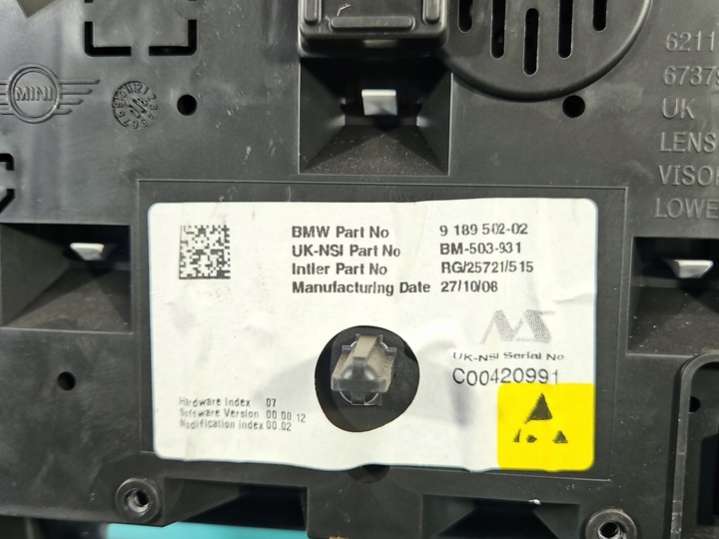 6211
6737
UK
LENS
VISO
LOWE
MINI
BMW Part No 9 189 502-02
UK-NSI Part No BM-503-931
Intier Part No RG/25721/515
Manufacturing Date 27/10/08
UK-NSI Serial No
C00420991
Hardware Index 07
Software Version 00.08.12
Modification Index 00.02